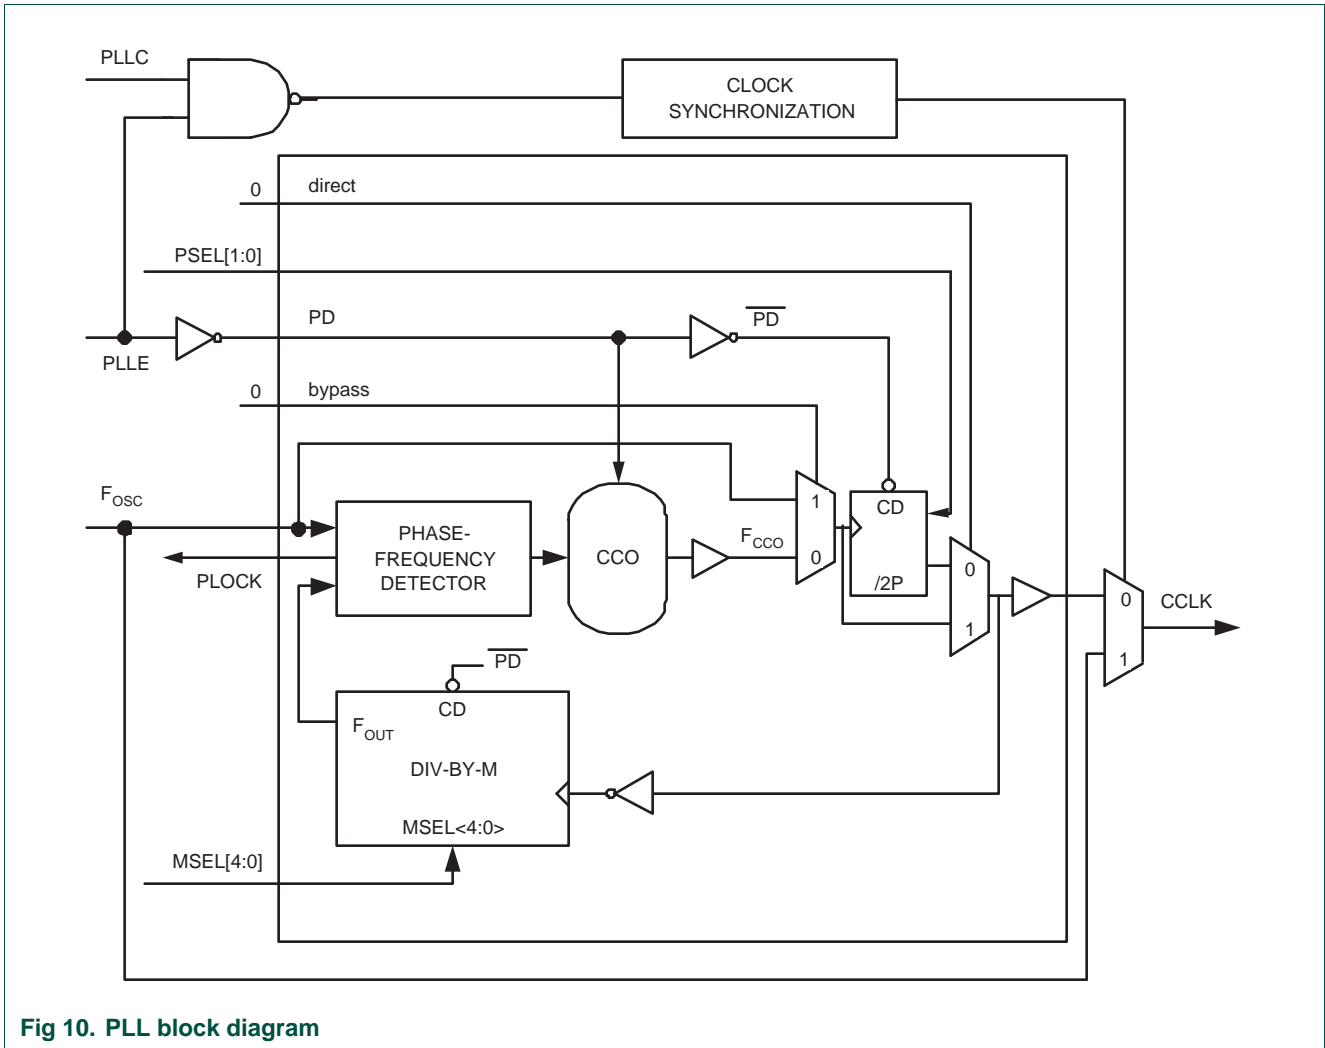 PLLC
CLOCK
SYNCHRONIZATION
0
direct
PSEL[1:0]
PD
PD
PLLE
0
bypass
FOSC
PHASE-
FREQUENCY
DETECTOR
PLOCK
CCO
FCCO
1
0
CD
/2P
0
1
0
1
CCLK
PD
CD
FOUT
DIV-BY-M
MSEL<4:0>
MSEL[4:0]
Fig 10. PLL block diagram